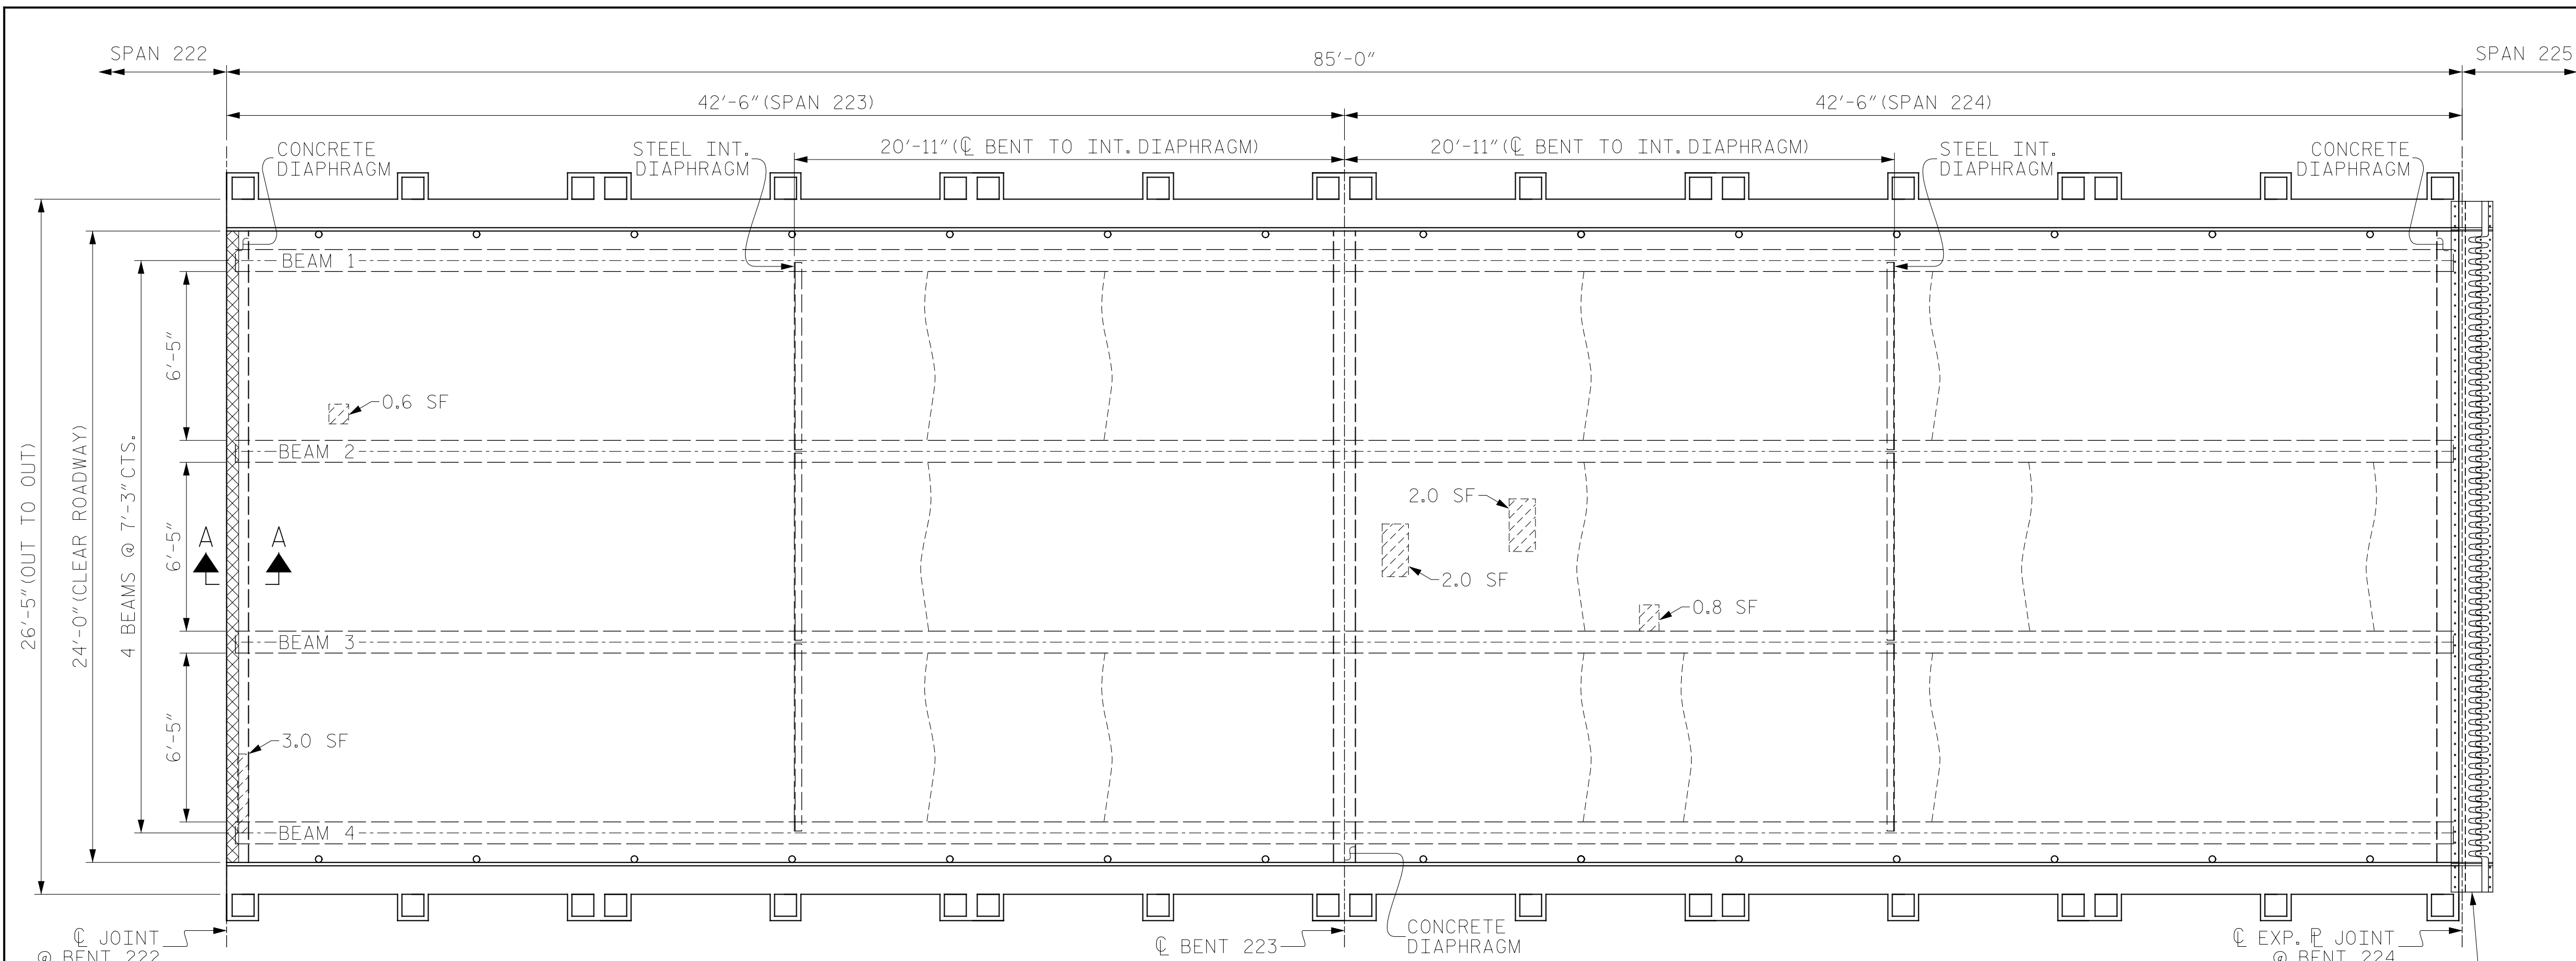 SPAN 222
85'-0"
SPAN 225
42'-6"(SPAN 223)
42'-6"(SPAN 224)
CONCRETE
DIAPHRAGM
STEEL INT.
DIAPHRAGM
20'-11"(℄ BENT TO INT. DIAPHRAGM)
20'-11"(℄ BENT TO INT. DIAPHRAGM)
STEEL INT.
DIAPHRAGM
CONCRETE
DIAPHRAGM
26'-5"(OUT TO OUT)
24'-0"(CLEAR ROADWAY)
4 BEAMS @ 7'-3" CTS.
6'-5"
6'-5"
6'-5"
BEAM 1
0.6 SF
BEAM 2
2.0 SF
A
A
2.0 SF
0.8 SF
BEAM 3
3.0 SF
BEAM 4
℄ JOINT
@ BENT 222
℄ BENT 223
CONCRETE
DIAPHRAGM
℄ EXP. ⅊ JOINT
@ BENT 224